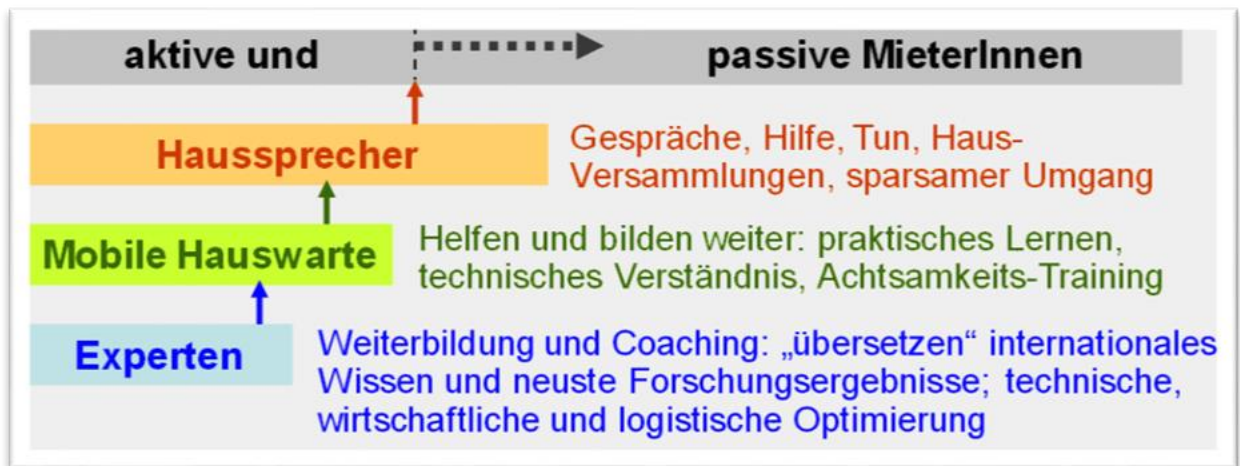 aktive und passive MieterInnen
Haussprecher
Gespräche, Hilfe, Tun, Haus-
Versammlungen, sparsamer Umgang
Mobile Hauswarte
Helfen und bilden weiter: praktisches Lernen,
technisches Verständnis, Achtsamkeits-Training
Experten
Weiterbildung und Coaching: „übersetzen“ internationales
Wissen und neuste Forschungsergebnisse; technische,
wirtschaftliche und logistische Optimierung